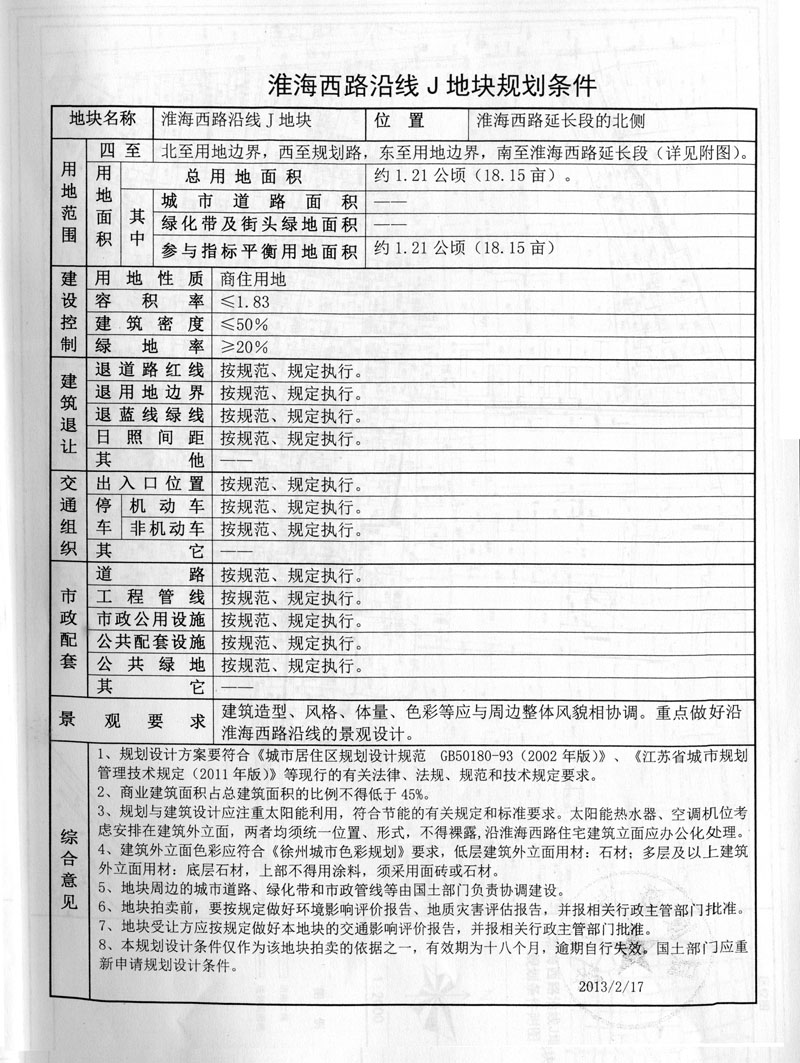 淮海西路沿线 J 地块规划条件
地块名称 淮海西路沿线 J 地块 位 置 淮海西路延长段的北侧
用地范围 四 至 北至用地边界，西至规划路，东至用地边界，南至淮海西路延长段（详见附图）。
用地面积 总用地面积 约 1.21 公顷（18.15 亩）。
其中 城市道路面积 ——
绿化带及街头绿地面积 ——
参与指标平衡用地面积 约 1.21 公顷（18.15 亩）
建设控制 用地性质 商住用地
容积率 ≤1.83
建筑密度 ≤50%
绿地率 ≥20%
建筑退让 退道路红线 按规范、规定执行。
退用地边界 按规范、规定执行。
退蓝线绿线 按规范、规定执行。
日照间距 按规范、规定执行。
其他 ——
交通组织 出入口位置 按规范、规定执行。
停车 机动车 按规范、规定执行。
非机动车 按规范、规定执行。
其它 ——
市政配套 道路 按规范、规定执行。
工程管线 按规范、规定执行。
市政公用设施 按规范、规定执行。
公共配套设施 按规范、规定执行。
公共绿地 按规范、规定执行。
其它 ——
景观要求 建筑造型、风格、体量、色彩等应与周边整体风貌相协调。重点做好沿
淮海西路沿线的景观设计。
综合意见
1、规划设计方案要符合《城市居住区规划设计规范 GB50180-93（2002 年版）》、《江苏省城市规划
管理技术规定（2011 年版）》等现行的有关法律、法规、规范和技术规定要求。
2、商业建筑面积占总建筑面积的比例不得低于 45%。
3、规划与建筑设计应注重太阳能利用，符合节能的有关规定和标准要求。太阳能热水器、空调机位考
虑安排在建筑外立面，两者均须统一位置、形式，不得裸露,沿淮海西路住宅建筑立面应办公化处理。
4、建筑外立面色彩应符合《徐州城市色彩规划》要求，低层建筑外立面用材：石材；多层及以上建筑
外立面用材：底层石材，上部不得用涂料，须采用面砖或石材。
5、地块周边的城市道路、绿化带和市政管线等由国土部门负责协调建设。
6、地块拍卖前，要按规定做好环境影响评价报告、地质灾害评估报告，并报相关行政主管部门批准。
7、地块受让方应按规定做好本地块的交通影响评价，并报相关行政主管部门批准。
8、本规划设计条件仅作为该地块拍卖的依据之一，有效期为十八个月，逾期自行失效。国土部门应重
新申请规划设计条件。
2013/2/17